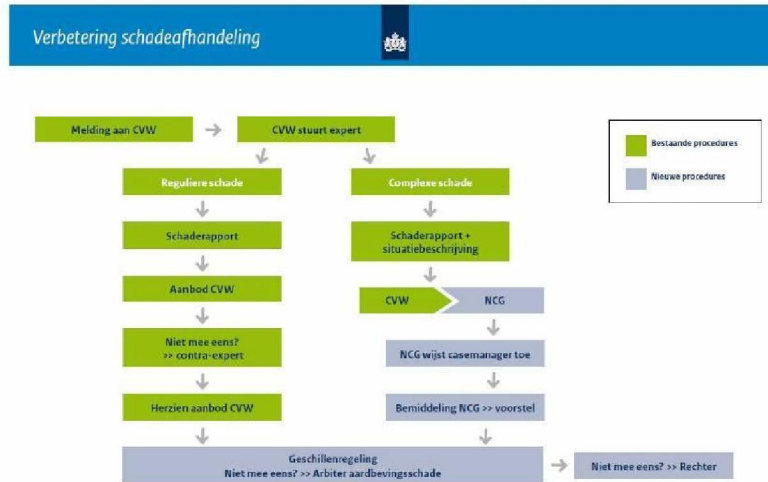 Verbetering schadeafhandeling
Melding aan CVW
CVW stuurt expert
Bestaande procedures
Nieuwe procedures
Reguliere schade
Complexe schade
Schaderapport
Schaderapport +
situatiebeschrijving
Aanbod CVW
CVW
NCG
Niet mee eens?
>> contra-expert
NCG wijst casemanager toe
Herzien aanbod CVW
Bemiddeling NCG >> voorstel
Geschillenregeling
Niet mee eens? >> Arbiter aardbevingsschade
Niet mee eens? >> Rechter